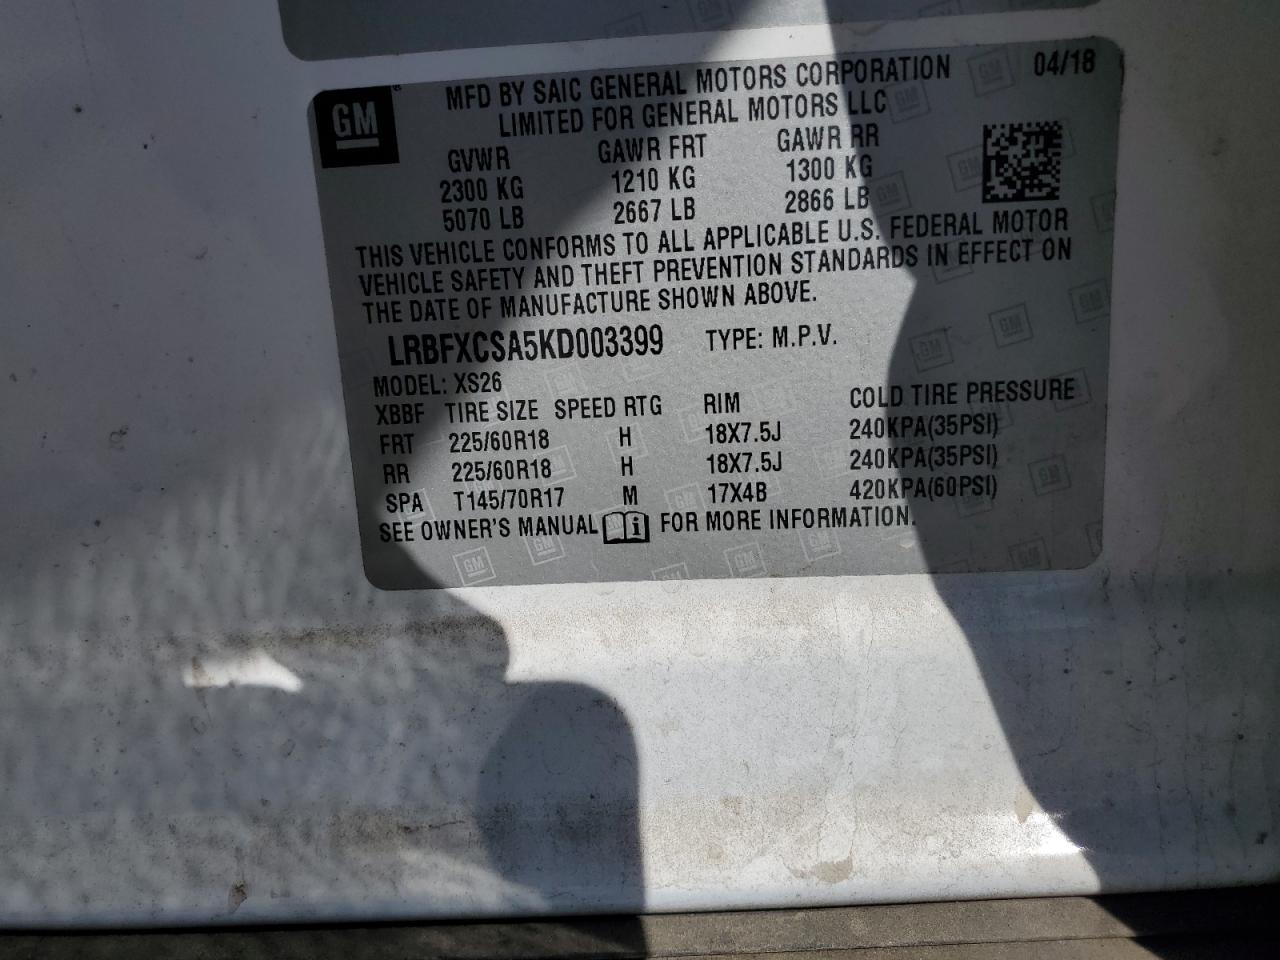 GM
MFD BY SAIC GENERAL MOTORS CORPORATION 04/18
LIMITED FOR GENERAL MOTORS LLC
GVWR GAWR FRT GAWR RR
2300 KG 1210 KG 1300 KG
5070 LB 2667 LB 2866 LB
THIS VEHICLE CONFORMS TO ALL APPLICABLE U.S. FEDERAL MOTOR
VEHICLE SAFETY AND THEFT PREVENTION STANDARDS IN EFFECT ON
THE DATE OF MANUFACTURE SHOWN ABOVE.
LRBFXCSA5KD003399 TYPE: M.P.V.
MODEL: XS26
XBBF TIRE SIZE SPEED RTG RIM COLD TIRE PRESSURE
FRT 225/60R18 H 18X7.5J 240KPA(35PSI)
RR 225/60R18 H 18X7.5J 240KPA(35PSI)
SPA T145/70R17 M 17X4B 420KPA(60PSI)
SEE OWNER'S MANUAL i FOR MORE INFORMATION.